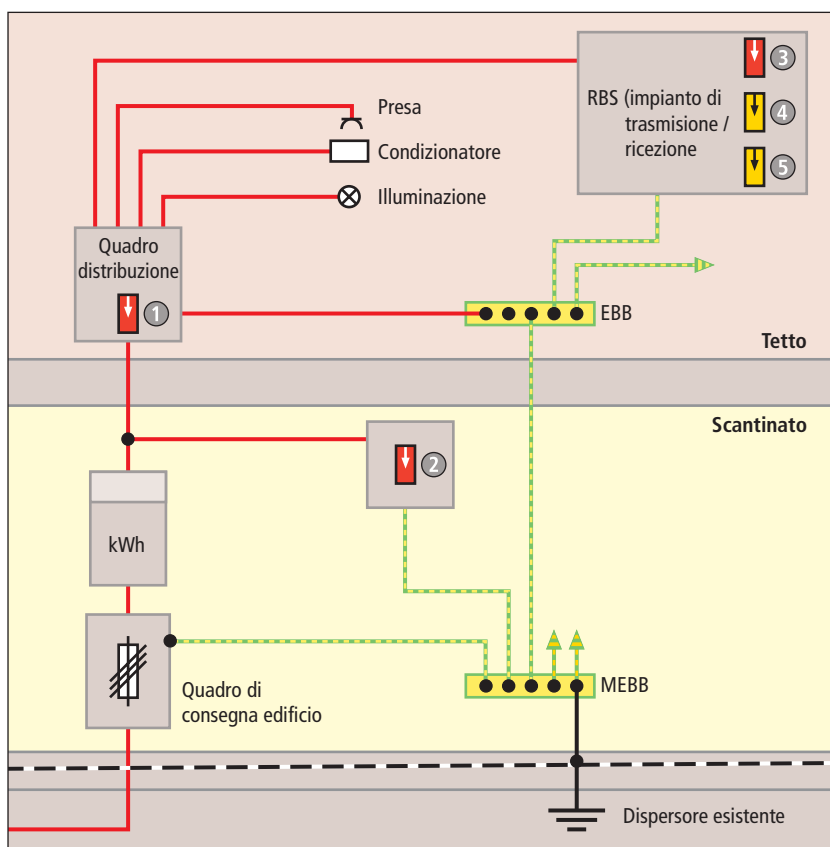 3
RBS (impianto di
trasmisione /
ricezione
4
5
Presa
Condizionatore
Illuminazione
Quadro
distribuzione
1
EBB
Tetto
Scantinato
2
kWh
Quadro di
consegna edificio
MEBB
Dispersore esistente